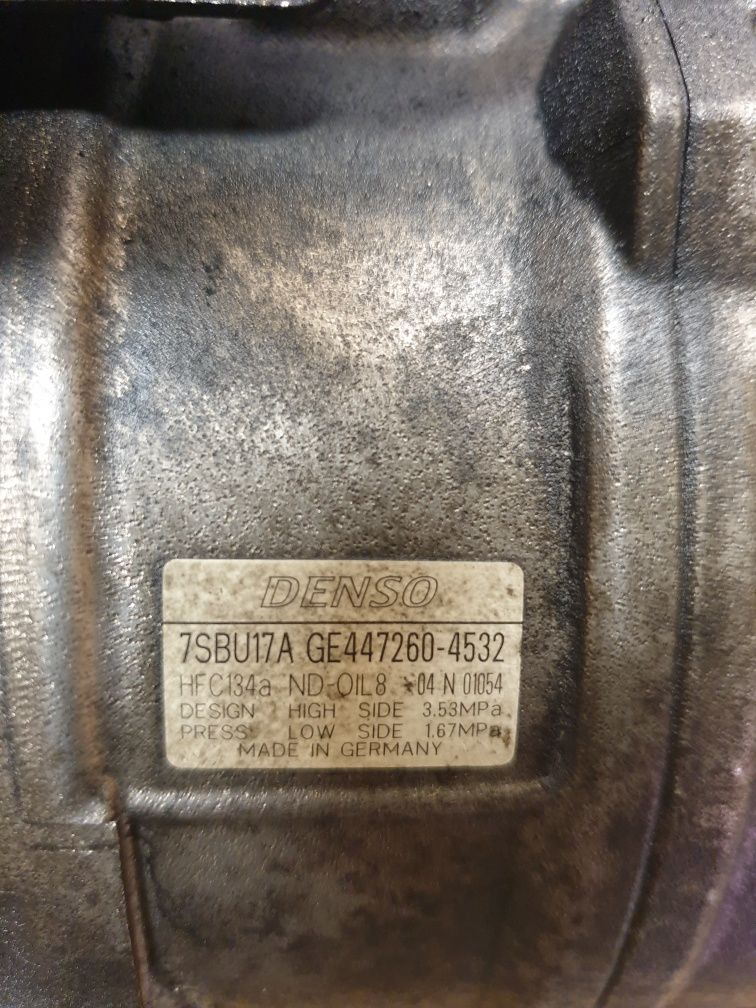 DENSO
7SBU17A GE447260-4532
HFC134a ND-OIL8 *04 N 01054
DESIGN HIGH SIDE 3.53MPa
PRESS LOW SIDE 1.67MPa
MADE IN GERMANY